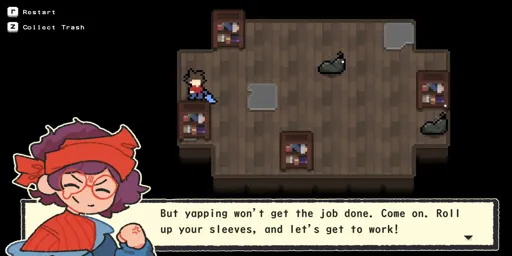 R Restart
Z Collect Trash
But yapping won't get the job done. Come on. Roll
up your sleeves, and let's get to work!